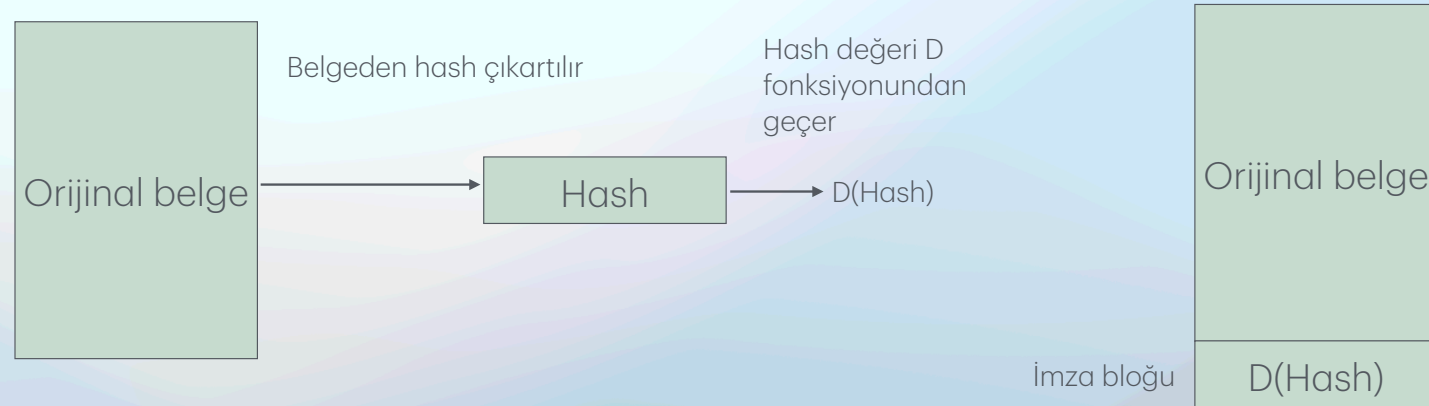 Orijinal belge
Belgeden hash çıkartılır
Hash
Hash değeri D
fonksiyonundan
geçer
D(Hash)
Orijinal belge
İmza bloğu
D(Hash)